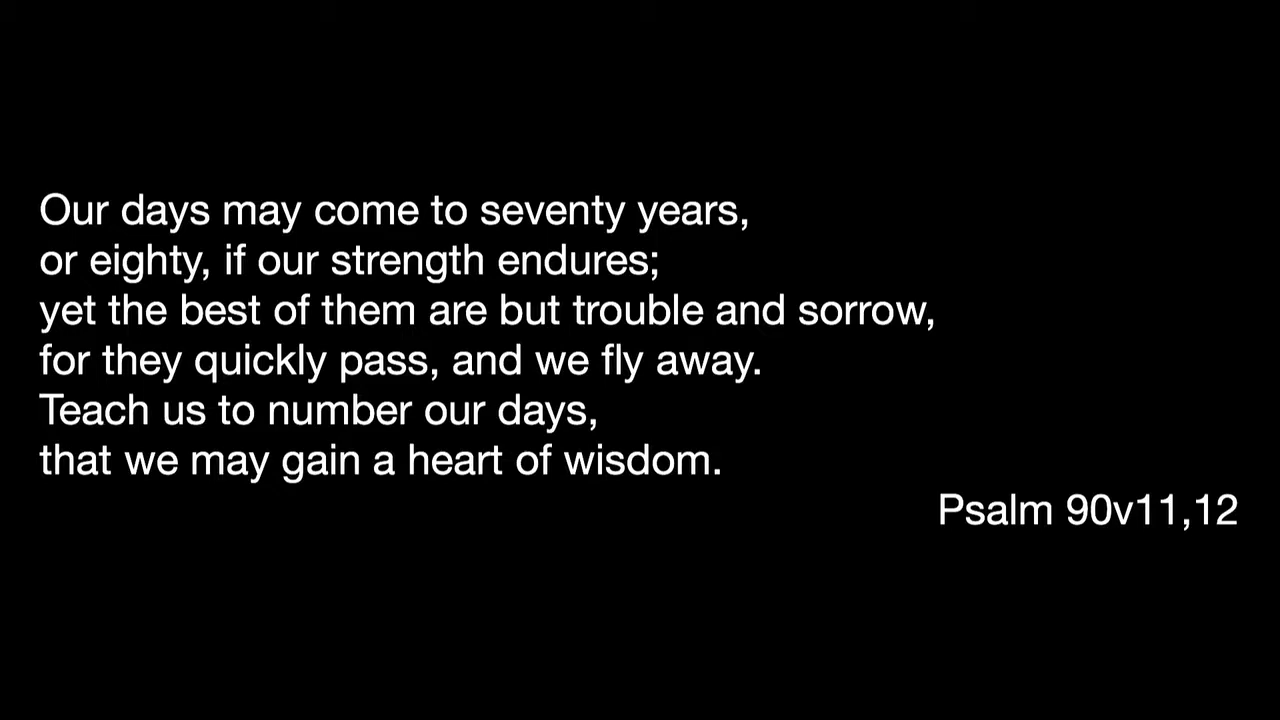 Our days may come to seventy years,
or eighty, if our strength endures;
yet the best of them are but trouble and sorrow,
for they quickly pass, and we fly away.
Teach us to number our days,
that we may gain a heart of wisdom.
Psalm 90v11,12